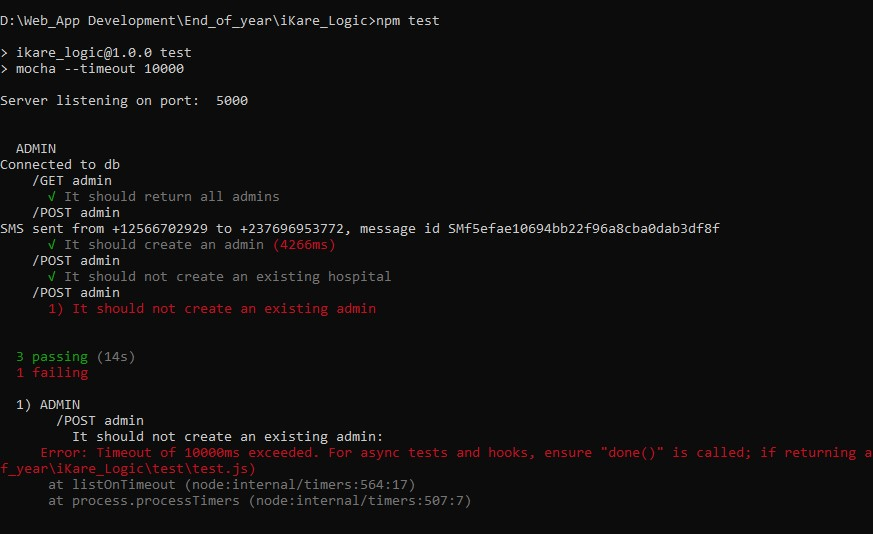 D:\Web_App Development\End_of_year\iKare_Logic>npm test
> ikare_logic@1.0.0 test
> mocha --timeout 10000
Server listening on port:  5000
ADMIN
Connected to db
/GET admin
√ It should return all admins
/POST admin
SMS sent from +12566702929 to +237696953772, message id SMf5efae10694bb22f96a8cba0dab3df8f
√ It should create an admin (4266ms)
/POST admin
√ It should not create an existing hospital
/POST admin
1) It should not create an existing admin
3 passing (14s)
1 failing
1) ADMIN
/POST admin
It should not create an existing admin:
Error: Timeout of 10000ms exceeded. For async tests and hooks, ensure "done()" is called; if returning a
f_year\iKare_Logic\test\test.js)
at listOnTimeout (node:internal/timers:564:17)
at process.processTimers (node:internal/timers:507:7)